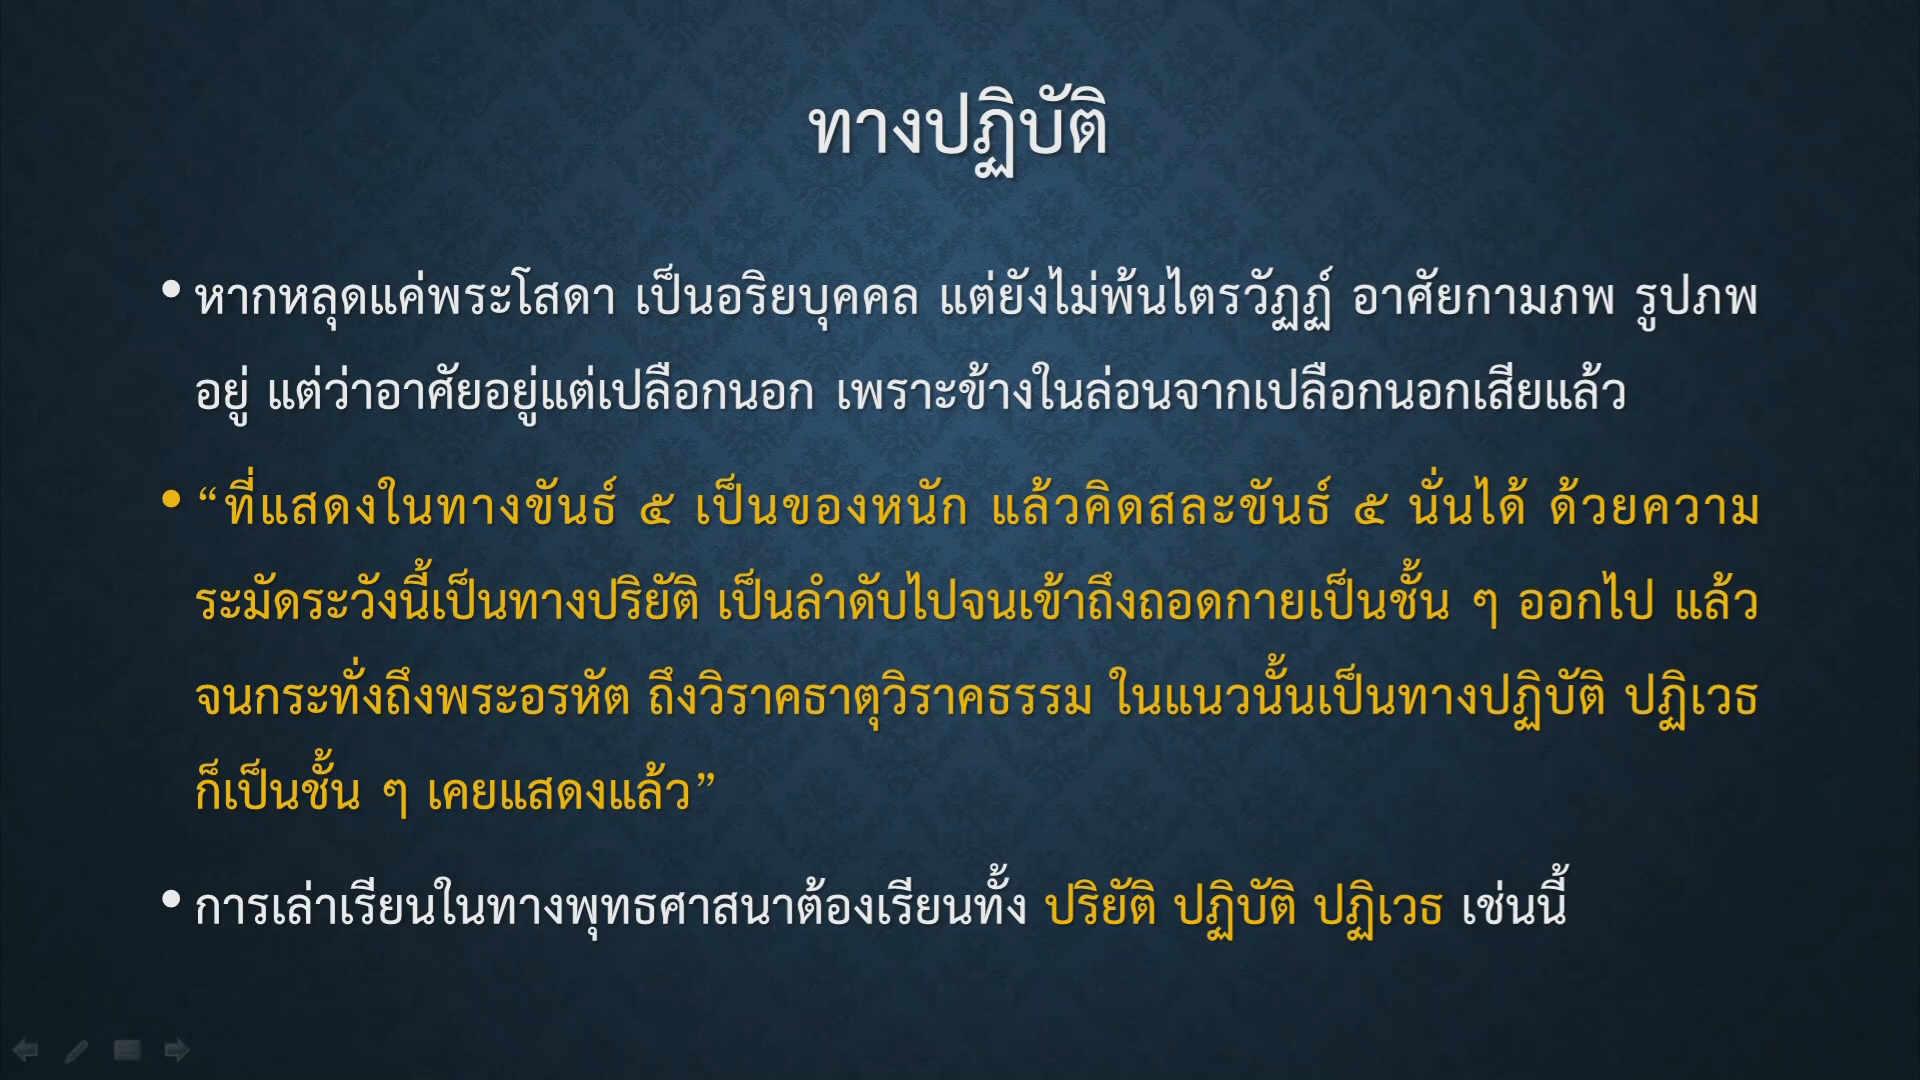 ทางปฏิบัติ
• หากหลุดแค่พระโสดา เป็นอริยบุคคล แต่ยังไม่พ้นไตรวัฏฏ์ อาศัยกามภพ รูปภพ
อยู่ แต่ว่าอาศัยอยู่แต่เปลือกนอก เพราะข้างในล่อนจากเปลือกนอกเสียแล้ว
• “ที่แสดงในทางขันธ์ ๕ เป็นของหนัก แล้วคิดสละขันธ์ ๕ นั่นได้ ด้วยความ
ระมัดระวังนี้เป็นทางปริยัติ เป็นลำดับไปจนเข้าถึงถอดกายเป็นชั้น ๆ ออกไป แล้ว
จนกระทั่งถึงพระอรหัต ถึงวิราคธาตุวิราคธรรม ในแนวนั้นเป็นทางปฏิบัติ ปฏิเวธ
ก็เป็นชั้น ๆ เคยแสดงแล้ว”
• การเล่าเรียนในทางพุทธศาสนาต้องเรียนทั้ง ปริยัติ ปฏิบัติ ปฏิเวธ เช่นนี้